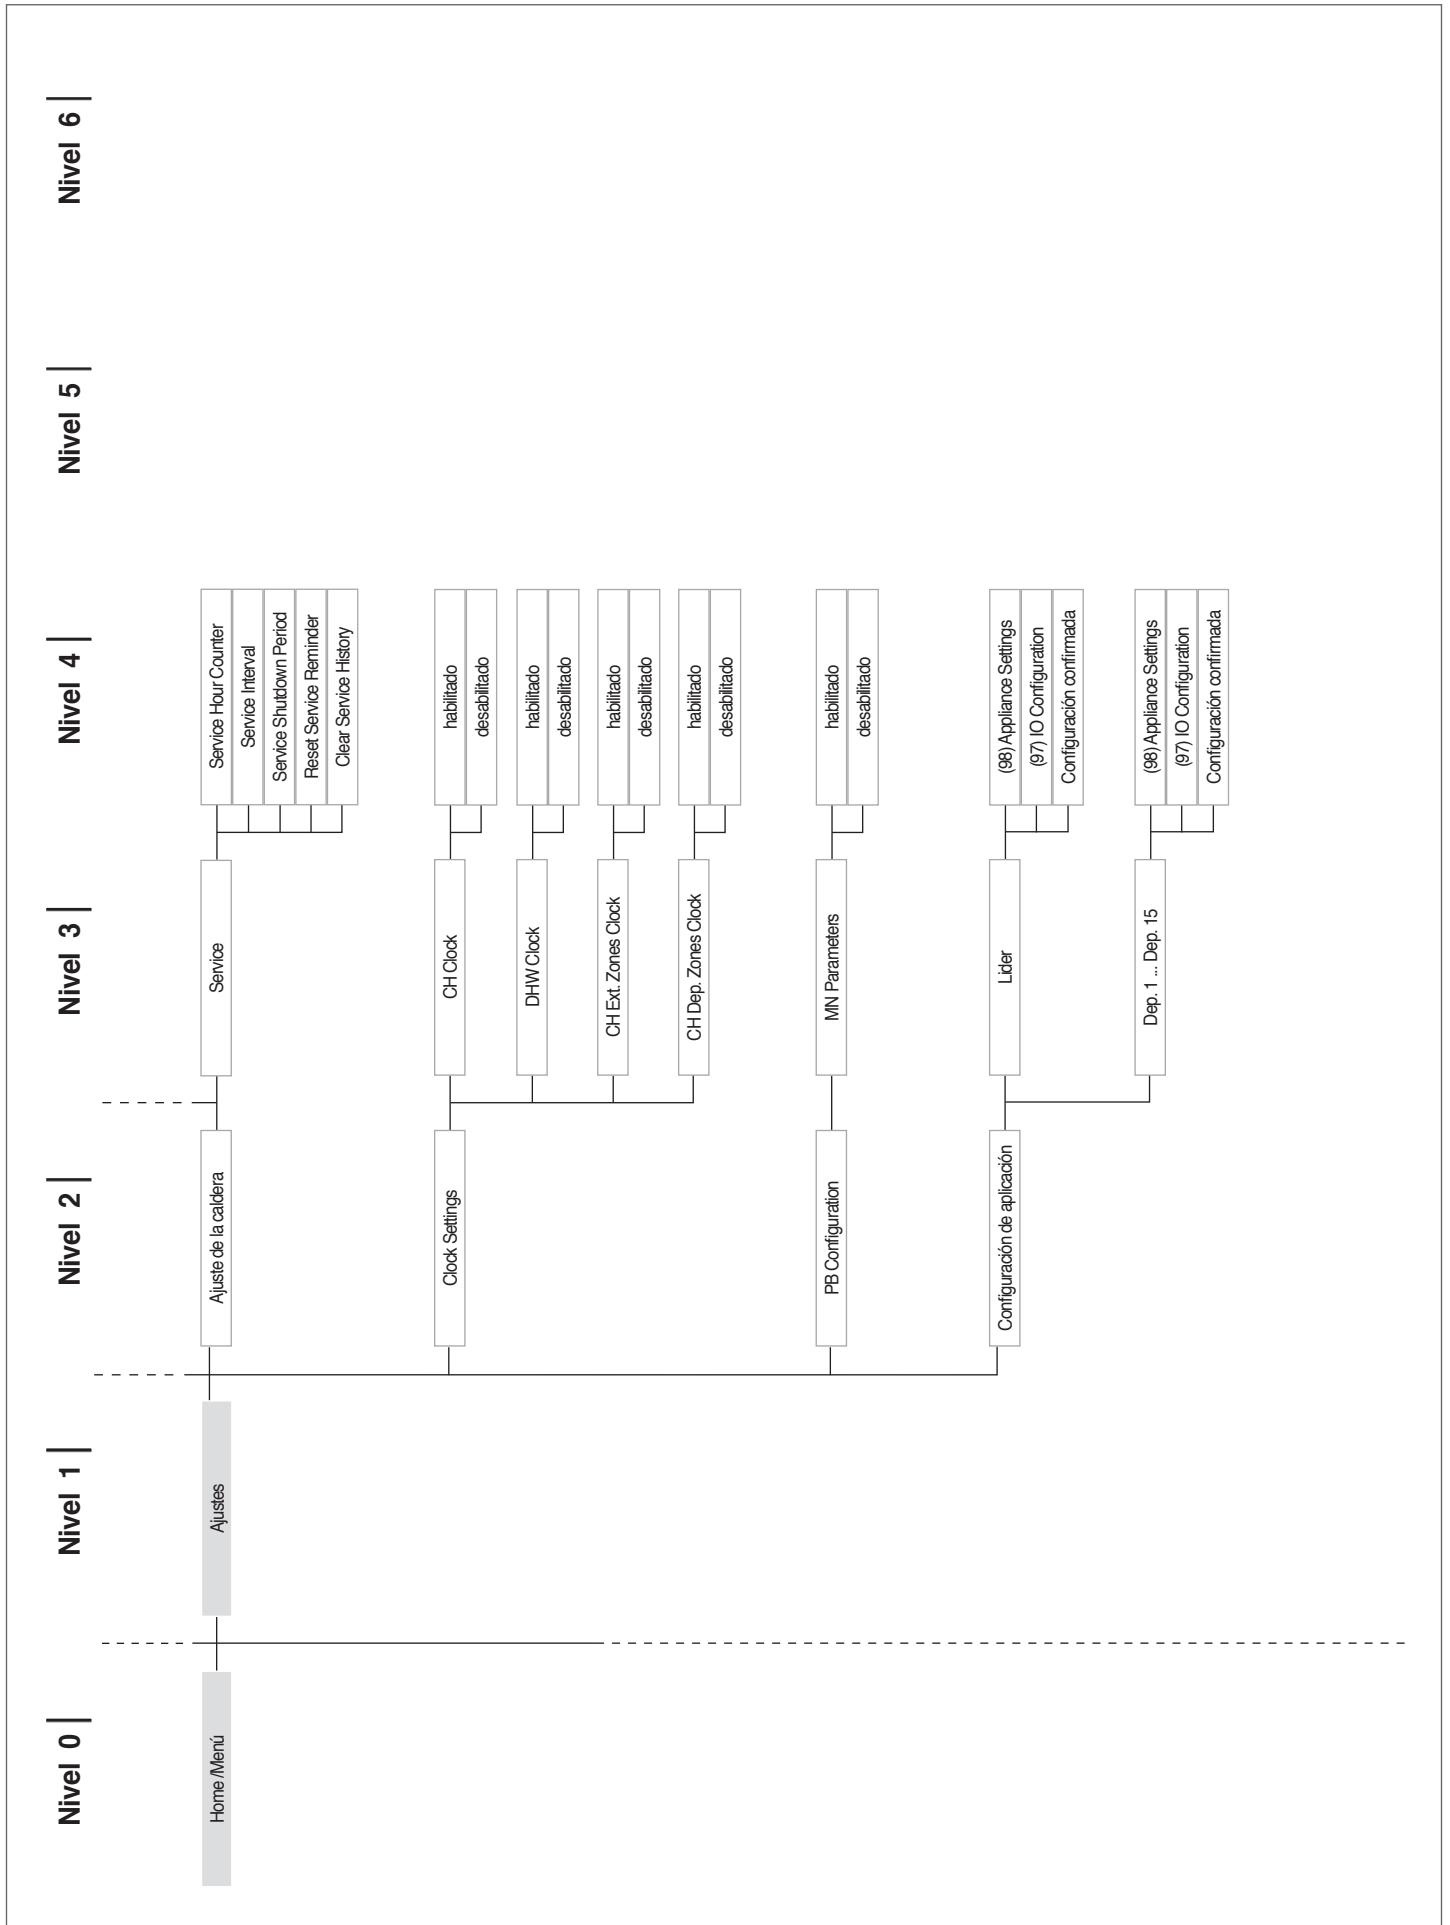 Nivel 0
Nivel 1
Nivel 2
Nivel 3
Nivel 4
Nivel 5
Nivel 6
Home /Menú
Ajustes
Ajuste de la caldera
Service
Service Hour Counter
Service Interval
Service Shutdown Period
Reset Service Reminder
Clear Service History
Clock Settings
CH Clock
habilitado
desabilitado
DHW Clock
habilitado
desabilitado
CH Ext. Zones Clock
habilitado
desabilitado
CH Dep. Zones Clock
habilitado
desabilitado
PB Configuration
MN Parameters
habilitado
desabilitado
Configuración de aplicación
Lider
(98) Appliance Settings
(97) IO Configuration
Configuración confirmada
Dep. 1 ... Dep. 15
(98) Appliance Settings
(97) IO Configuration
Configuración confirmada